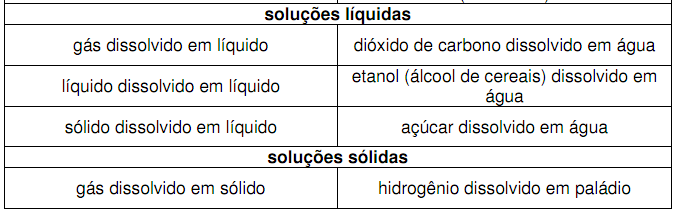 soluções líquidas
gás dissolvido em líquido
dióxido de carbono dissolvido em água
líquido dissolvido em líquido
etanol (álcool de cereais) dissolvido em
água
sólido dissolvido em líquido
açúcar dissolvido em água
soluções sólidas
gás dissolvido em sólido
hidrogênio dissolvido em paládio